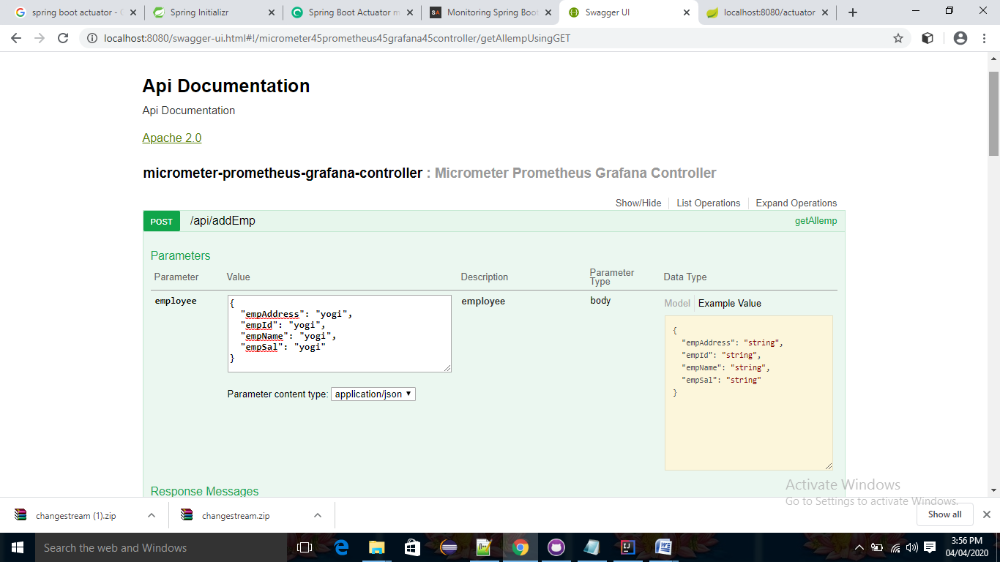 spring boot actuator - G
Spring Initializr
Spring Boot Actuator m
SA
Monitoring Spring Boot
Swagger UI
localhost:8080/actuator
localhost:8080/swagger-ui.html#!/micrometer45prometheus45grafana45controller/getAllempUsingGET
Api Documentation
Api Documentation
Apache 2.0
micrometer-prometheus-grafana-controller : Micrometer Prometheus Grafana Controller
Show/Hide List Operations Expand Operations
POST /api/addEmp getAllemp
Parameters
Parameter Value Description Parameter Type Data Type
employee
{
"empAddress": "yogi",
"empId": "yogi",
"empName": "yogi",
"empSal": "yogi"
}
employee
body
Model Example Value
{
"empAddress": "string",
"empId": "string",
"empName": "string",
"empSal": "string"
}
Parameter content type: application/json
Response Messages
Activate Windows
Go to Settings to activate Windows.
changestream (1).zip
changestream.zip
Show all
Search the web and Windows
3:56 PM
04/04/2020